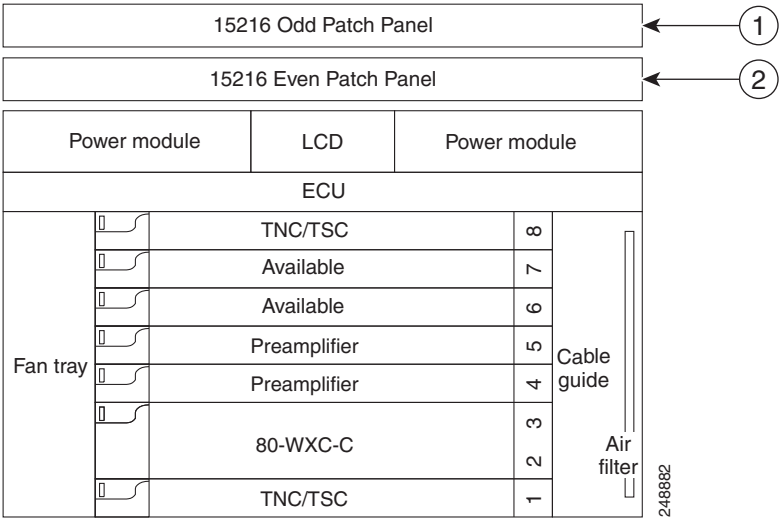 15216 Odd Patch Panel
1
15216 Even Patch Panel
2
Power module
LCD
Power module
ECU
Fan tray
TNC/TSC
8
Available
7
Available
6
Preamplifier
5
Preamplifier
4
80-WXC-C
3
2
TNC/TSC
1
Cable
guide
Air
filter
248882